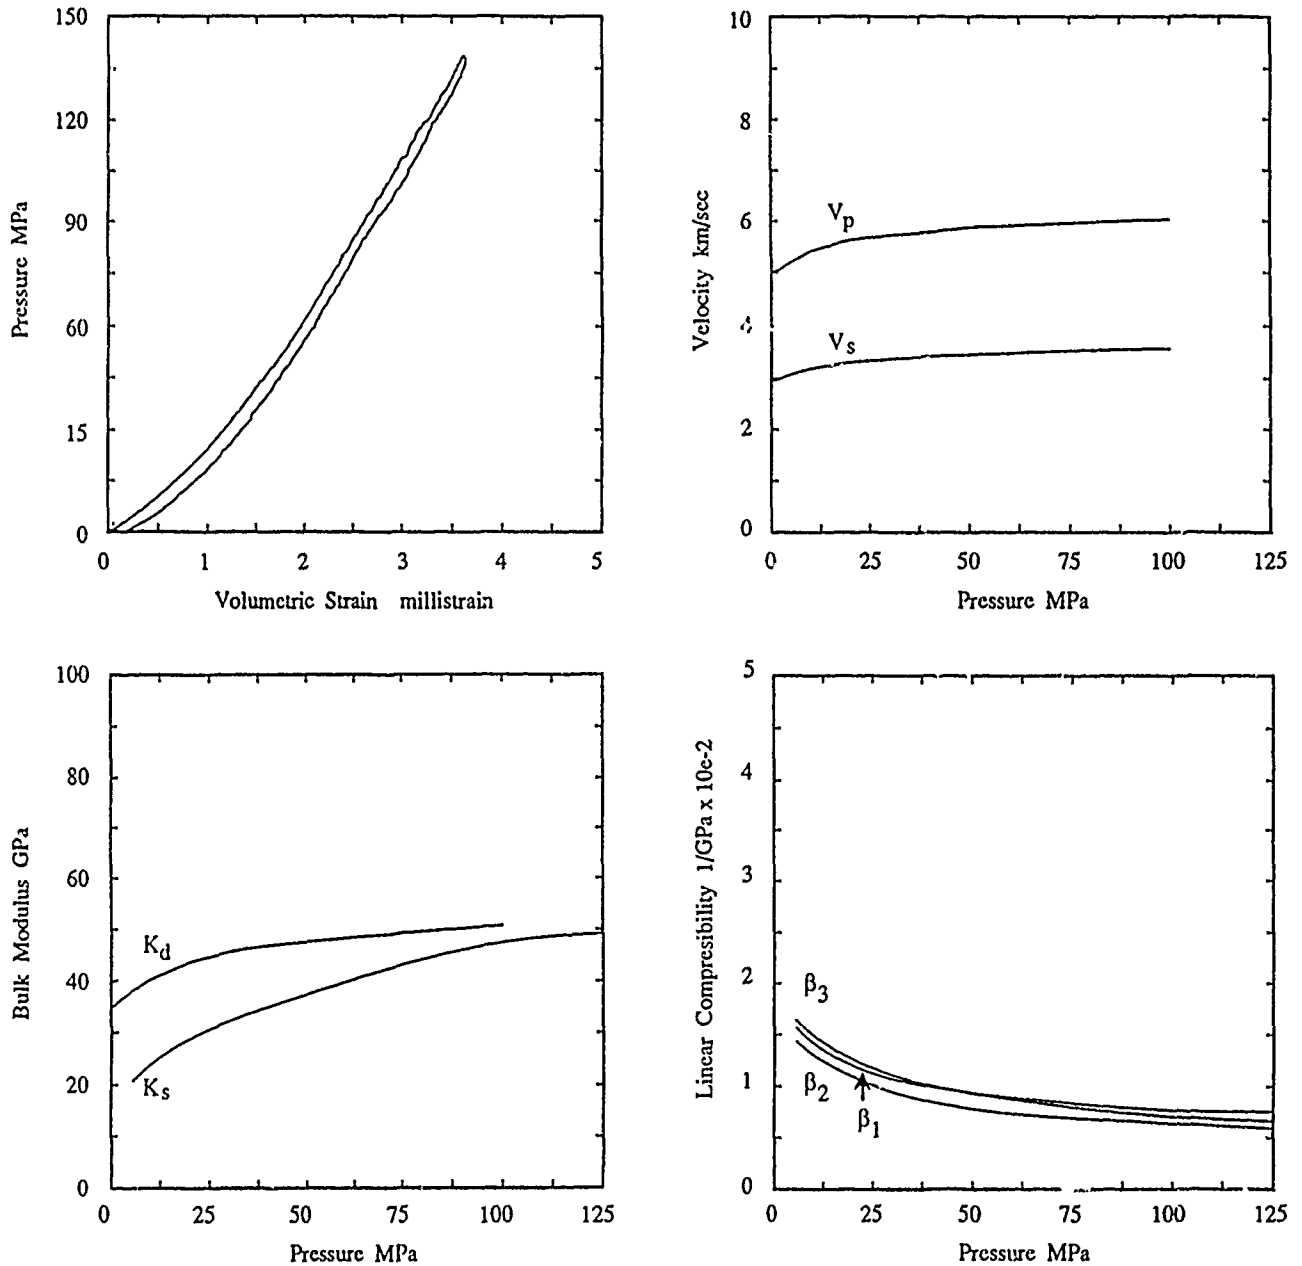 150
120
90
60
15
0
0 1 2 3 4 5
Pressure MPa
Volumetric Strain millistrain
10
8
6
4
2
0
0 25 50 75 100 125
Velocity km/sec
Pressure MPa
Vp
Vs
100
80
60
40
20
0
0 25 50 75 100 125
Bulk Modulus GPa
Pressure MPa
Kd
Ks
5
4
3
2
1
0
0 25 50 75 100 125
Linear Compresibility 1/GPa x 10e-2
Pressure MPa
β3
β2
β1